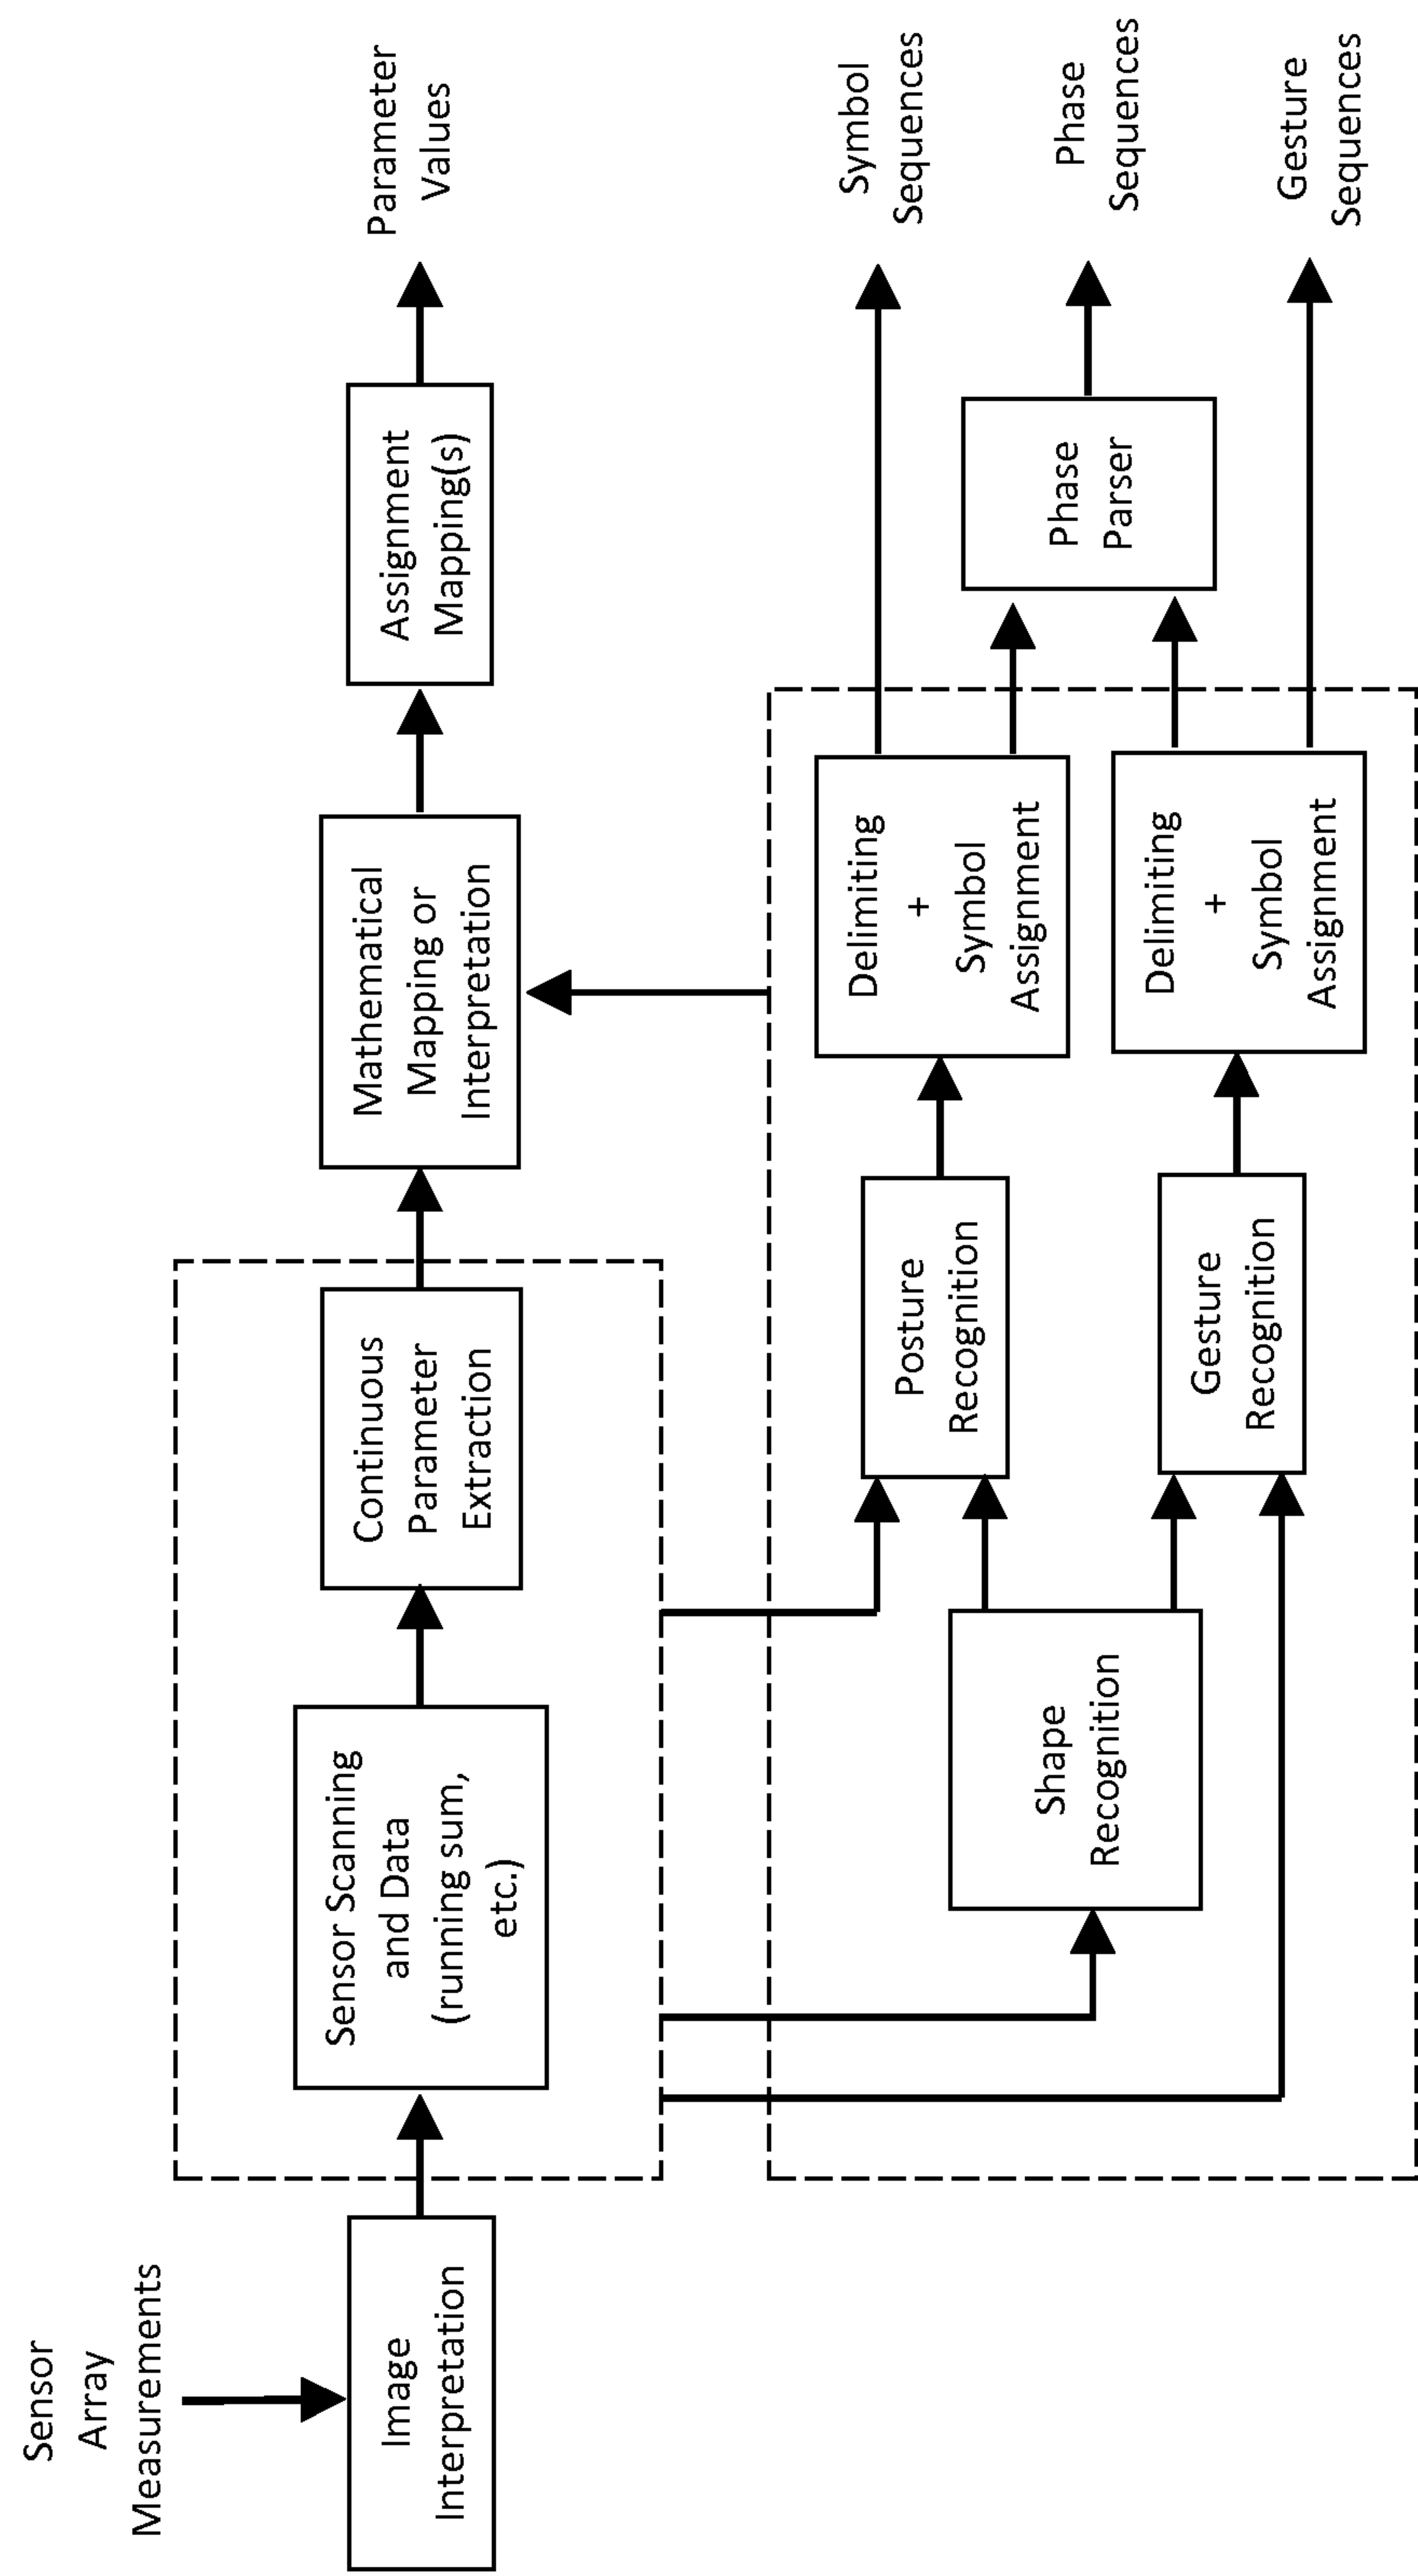 Sensor
Array
Measurements
Image
Interpretation
Sensor Scanning
and Data
(running sum,
etc.)
Continuous
Parameter
Extraction
Mathematical
Mapping or
Interpretation
Assignment
Mapping(s)
Parameter
Values
Shape
Recognition
Posture
Recognition
Delimiting
+
Symbol
Assignment
Symbol
Sequences
Gesture
Recognition
Delimiting
+
Symbol
Assignment
Phase
Parser
Phase
Sequences
Gesture
Sequences